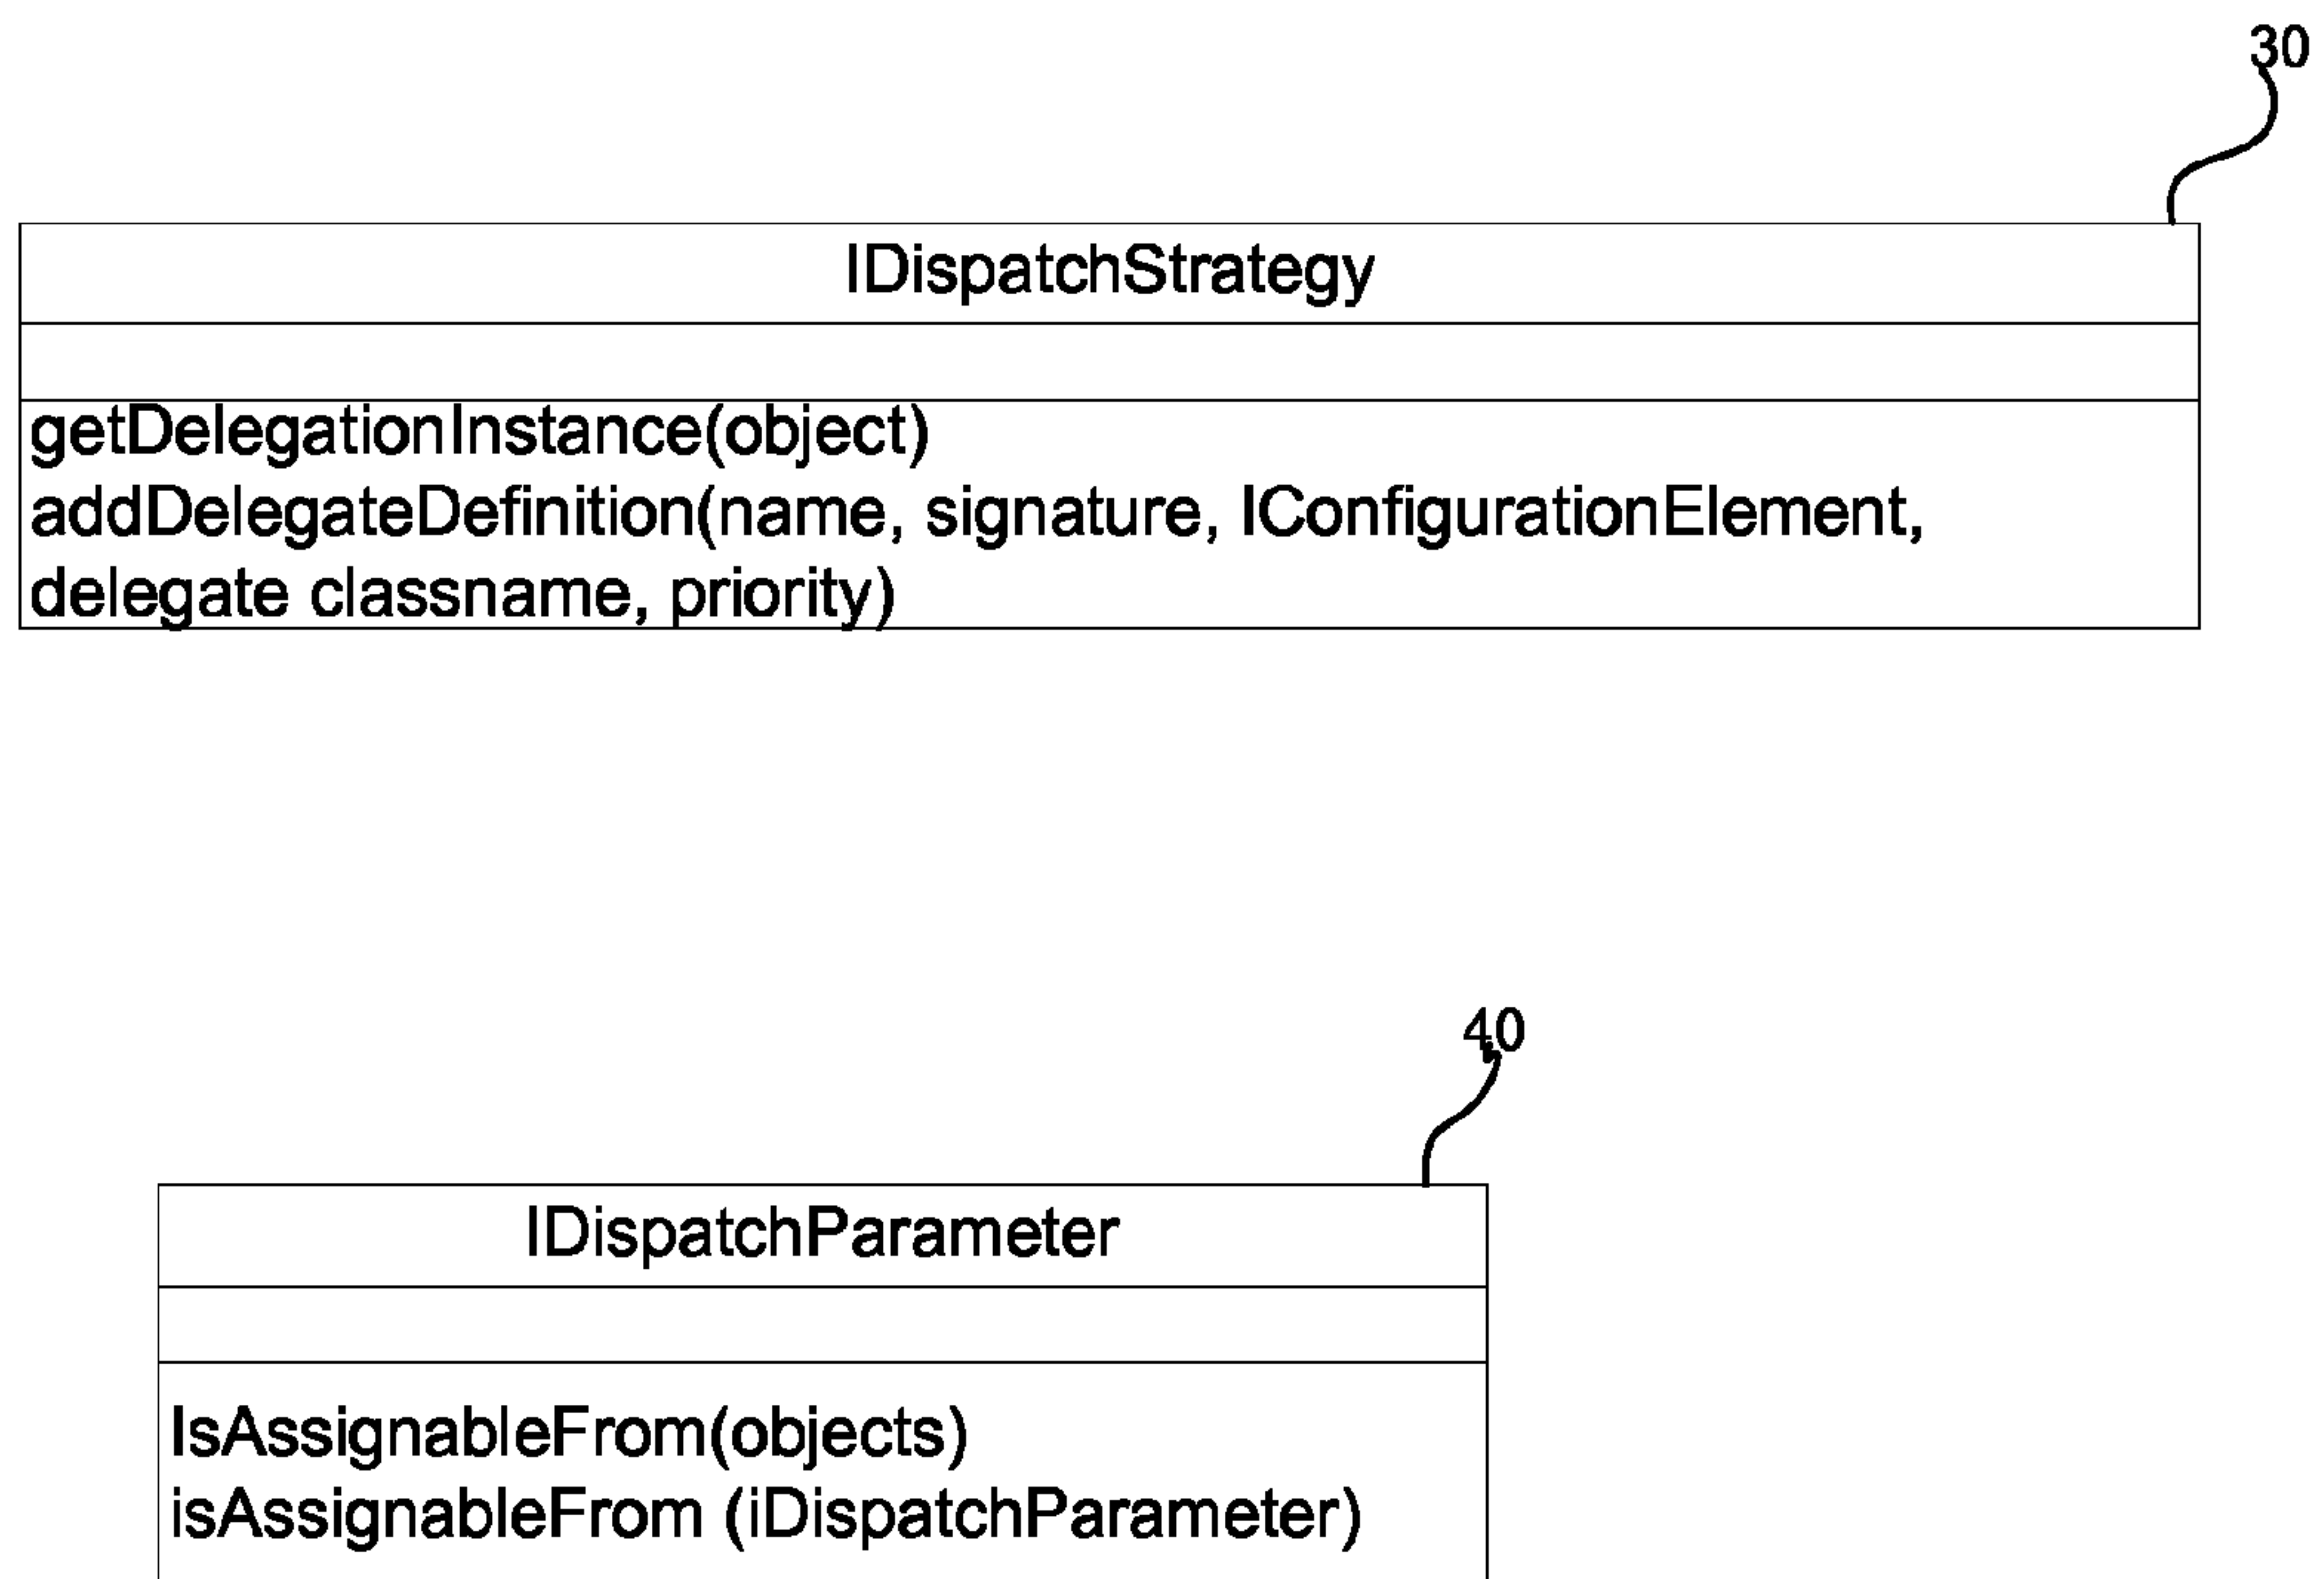 30
IDispatchStrategy
getDelegationInstance(object)
addDelegateDefinition(name, signature, IConfigurationElement,
delegate classname, priority)
40
IDispatchParameter
IsAssignableFrom(objects)
isAssignableFrom (iDispatchParameter)